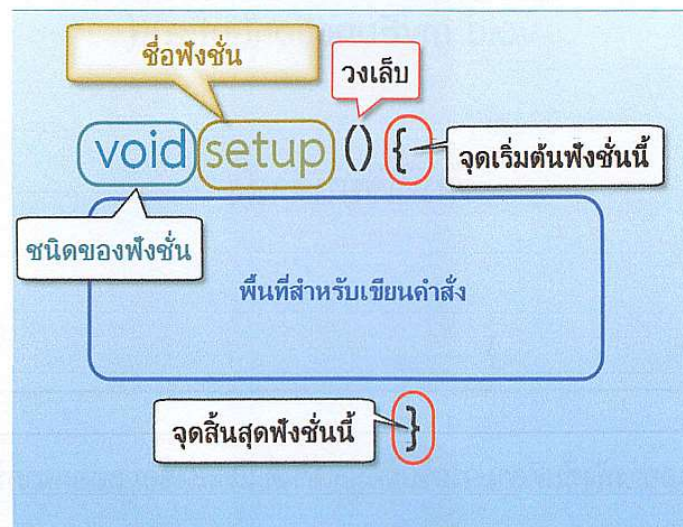 ชื่อฟังชั่น
วงเล็บ
void setup () {
จุดเริ่มต้นฟังชั่นนี้
ชนิดของฟังชั่น
พื้นที่สำหรับเขียนคำสั่ง
จุดสิ้นสุดฟังชั่นนี้
}